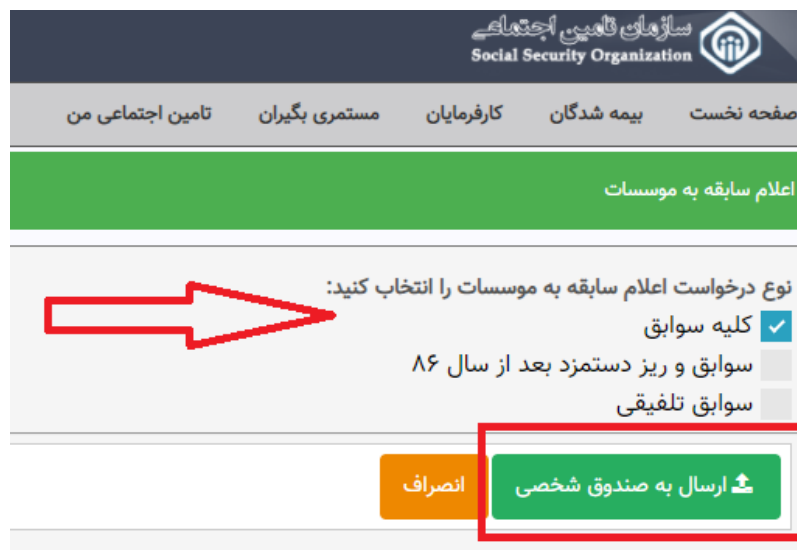 سازمان تامین اجتماعی
Social Security Organization
صفحه نخست بیمه شدگان کارفرمایان مستمری بگیران تامین اجتماعی من
اعلام سابقه به موسسات
نوع درخواست اعلام سابقه به موسسات را انتخاب کنید:
کلیه سوابق
سوابق و ریز دستمزد بعد از سال ۸۶
سوابق تلفیقی
ارسال به صندوق شخصی انصراف